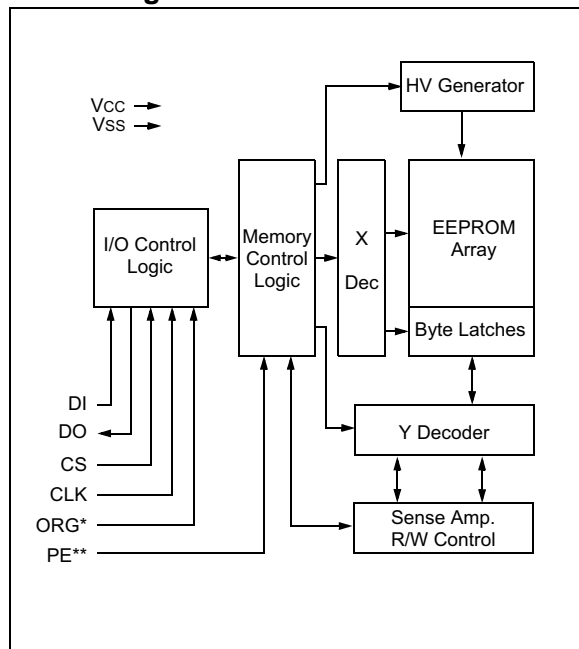 HV Generator
VCC
VSS
I/O Control
Logic
Memory
Control
Logic
X
Dec
EEPROM
Array
Byte Latches
DI
DO
CS
CLK
ORG*
PE**
Y Decoder
Sense Amp.
R/W Control